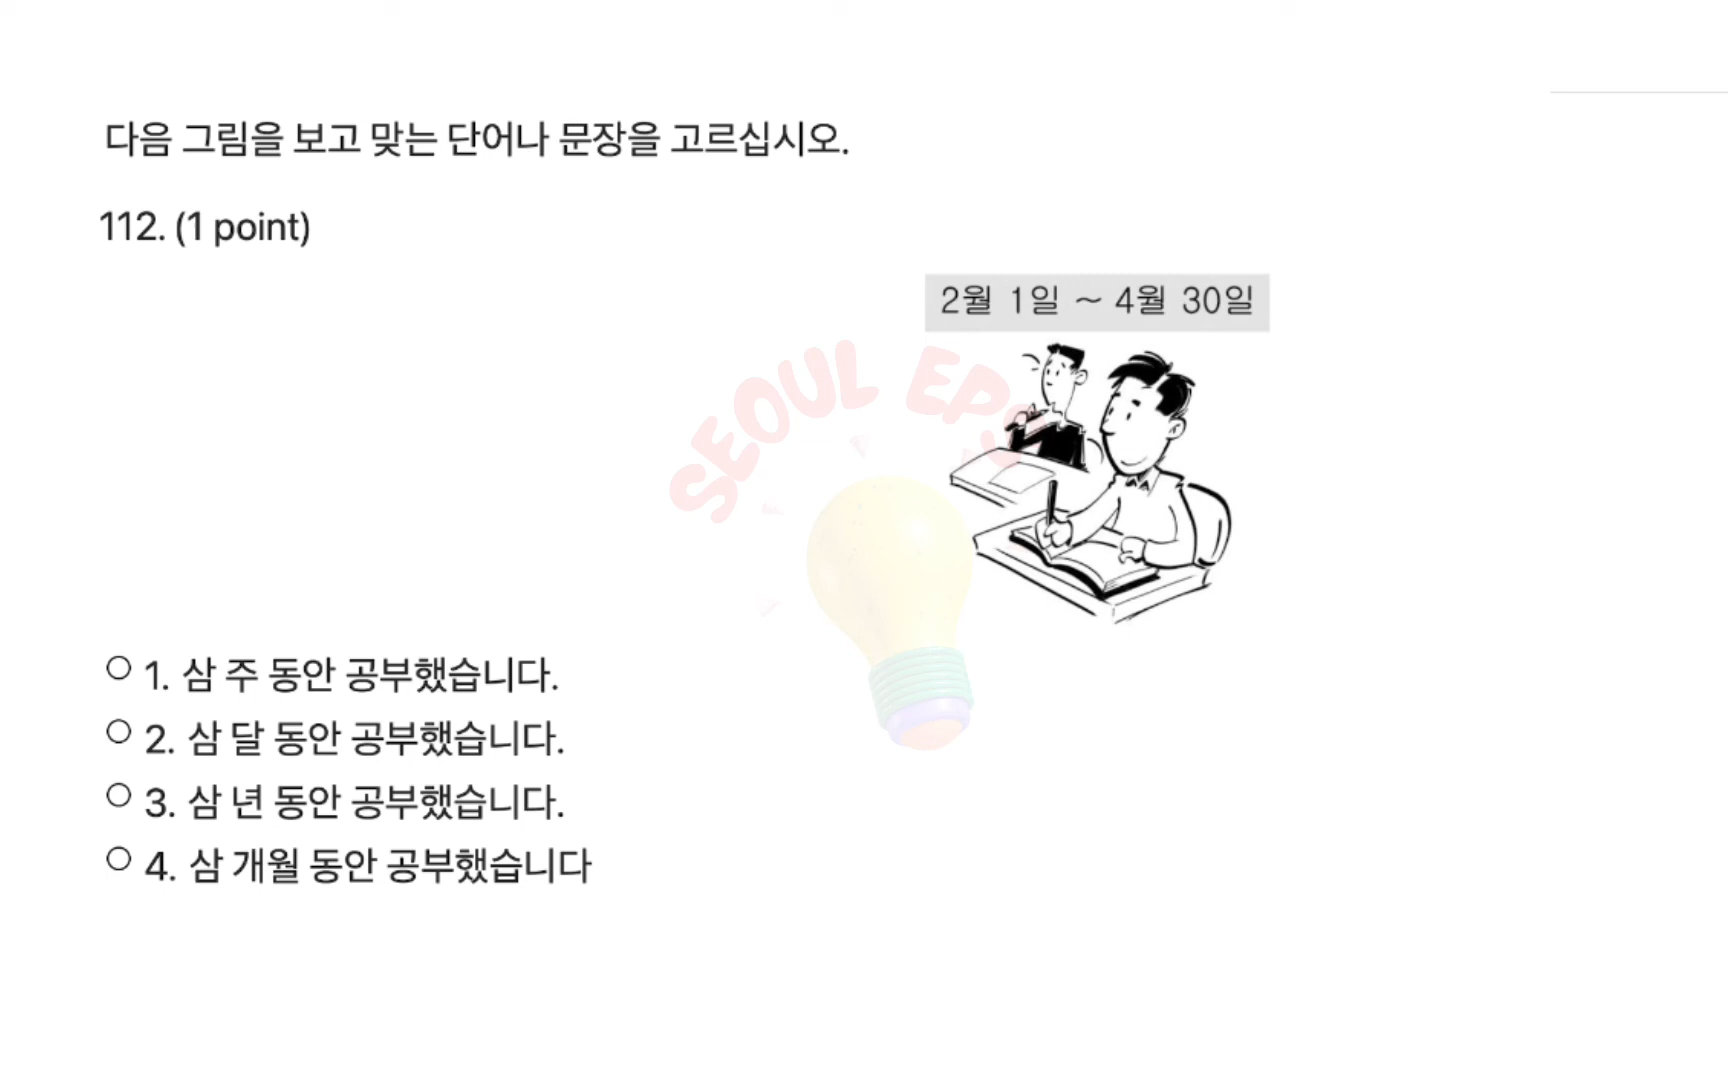 다음 그림을 보고 맞는 단어나 문장을 고르십시오.
112. (1 point)
2월 1일 ~ 4월 30일
SEOUL EPS
1. 삼 주 동안 공부했습니다.
2. 삼 달 동안 공부했습니다.
3. 삼 년 동안 공부했습니다.
4. 삼 개월 동안 공부했습니다